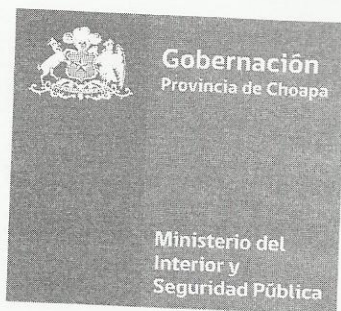 Gobernación
Provincia de Choapa
Ministerio del
Interior y
Seguridad Pública